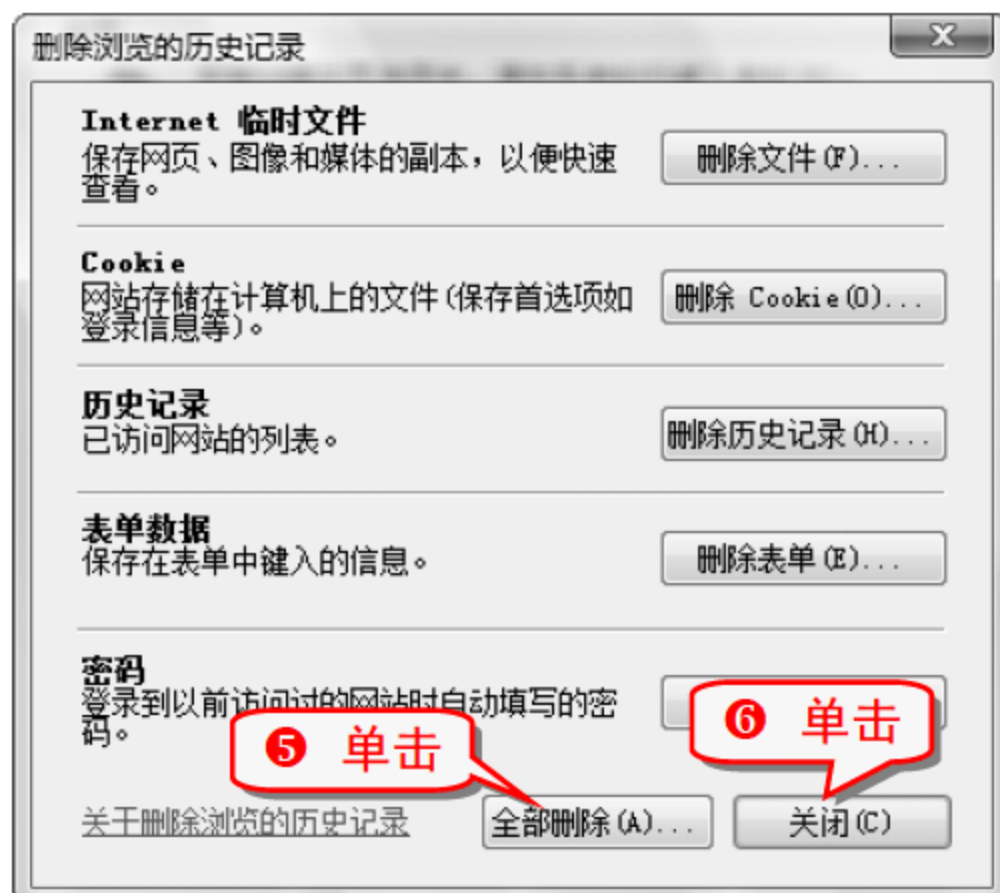 删除浏览的历史记录
Internet 临时文件
保存网页、图像和媒体的副本，以便快速
查看。
删除文件(F)...
Cookie
网站存储在计算机上的文件(保存首选项如
登录信息等)。
删除 Cookie(O)...
历史记录
已访问网站的列表。
删除历史记录(H)...
表单数据
保存在表单中键入的信息。
删除表单(E)...
密码
登录到以前访问过的网站时自动填写的密
码。
❺ 单击
❻ 单击
关于删除浏览的历史记录
全部删除(A)...
关闭(C)